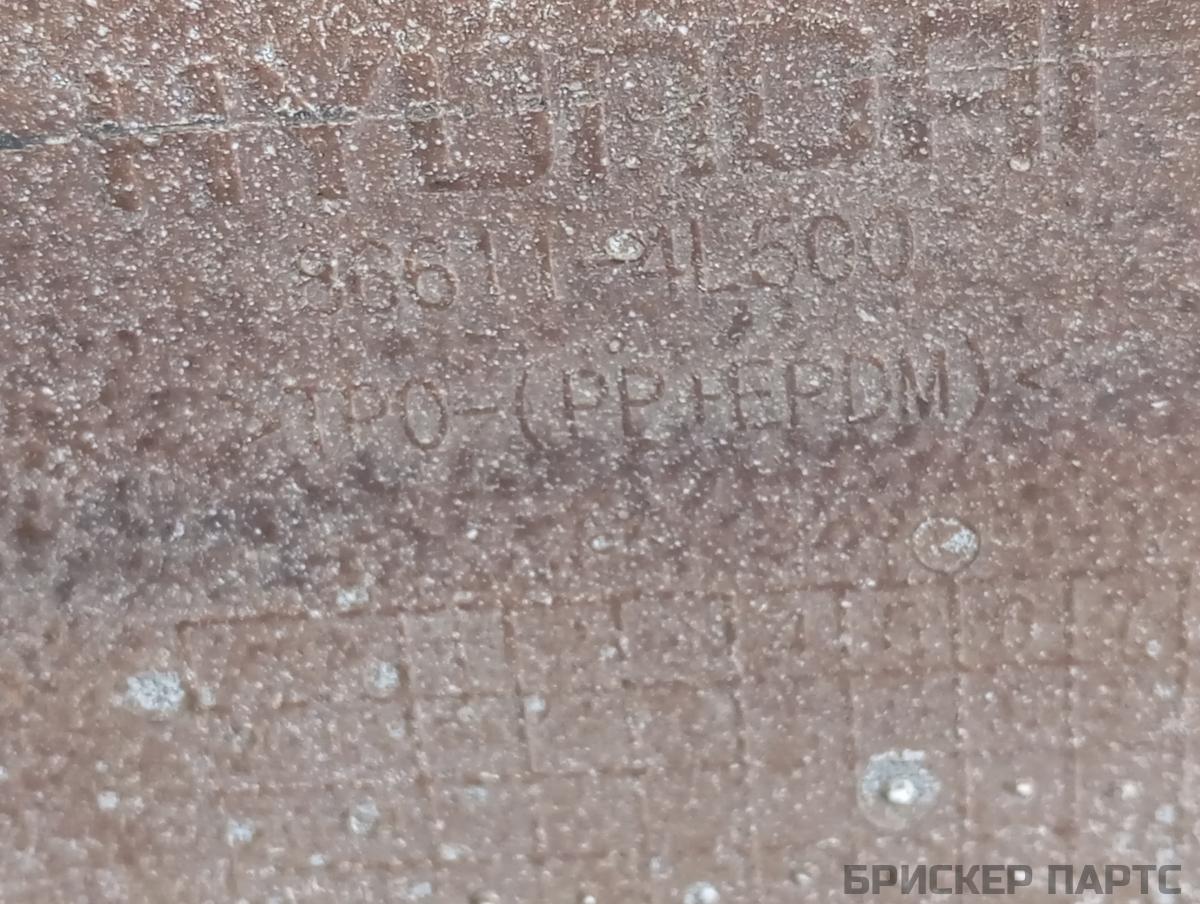 HYUNDAI
86611-4L500
>TPO-(PP+EPDM)<
БРИСКЕР ПАРТС